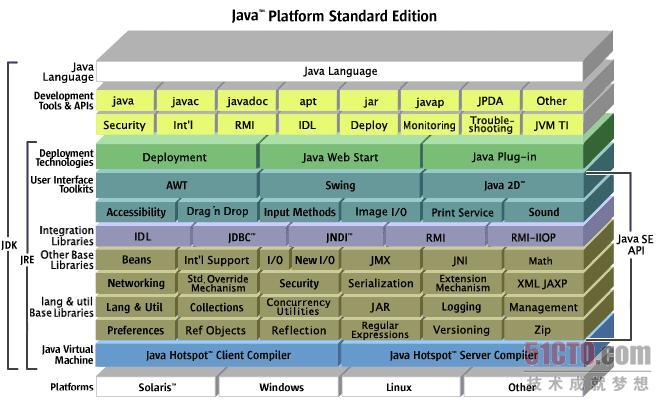 Java™ Platform Standard Edition
Java
Language
Java Language
Development
Tools & APIs
java javac javadoc apt jar javap JPDA Other
Security Int'l RMI IDL Deploy Monitoring Trouble-
shooting JVM TI
Deployment
Technologies
Deployment Java Web Start Java Plug-in
User Interface
Toolkits
AWT Swing Java 2D™
Accessibility Drag'n Drop Input Methods Image I/O Print Service Sound
Integration
Libraries
IDL JDBC™ JNDI™ RMI RMI-IIOP
Other Base
Libraries
Beans Int'l Support I/O New I/O JMX JNI Math
Networking Std. Override
Mechanism Security Serialization Extension
Mechanism XML JAXP
lang & util
Base Libraries
Lang & Util Collections Concurrency
Utilities JAR Logging Management
Preferences Ref Objects Reflection Regular
Expressions Versioning Zip
Java Virtual
Machine
Java Hotspot™ Client Compiler Java Hotspot™ Server Compiler
Platforms
Solaris™ Windows Linux Other
JDK
JRE
Java SE
API
51CTO.com
技术成就梦想